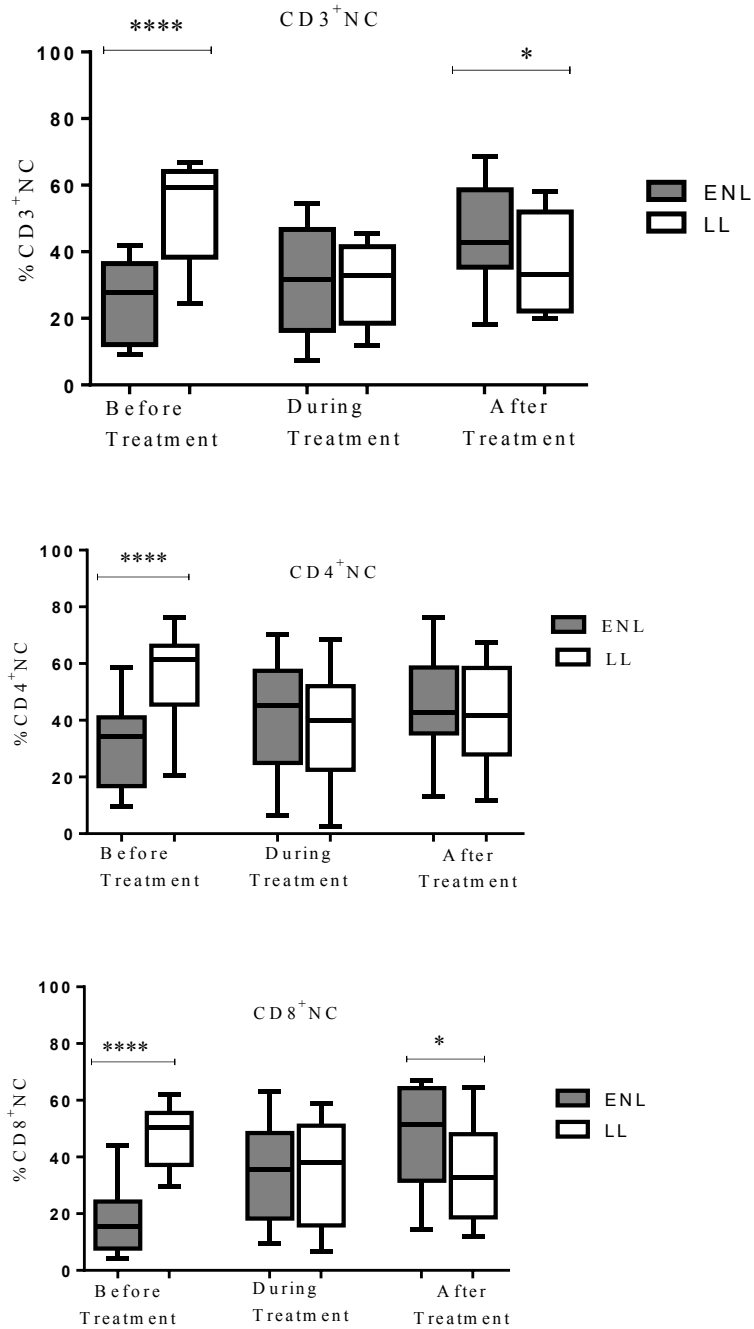 CD3⁺NC
****
*
%CD3⁺NC
100
80
60
40
20
0
ENL
LL
Before Treatment
During Treatment
After Treatment
CD4⁺NC
****
%CD4⁺NC
100
80
60
40
20
0
ENL
LL
Before Treatment
During Treatment
After Treatment
CD8⁺NC
****
*
%CD8⁺NC
100
80
60
40
20
0
ENL
LL
Before Treatment
During Treatment
After Treatment